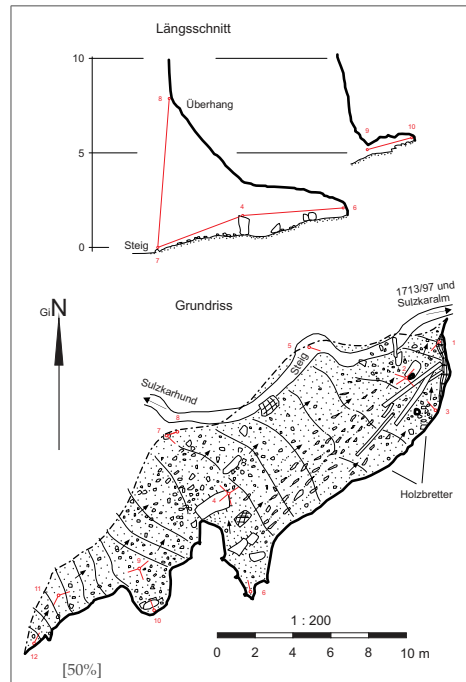 Längsschnitt
10
8
Überhang
9
10
5
4
6
Steig
0
7
1713/97 und
Sulzkaralm
GiN
Grundriss
1
5
Steig
2
Sulzkarhund
8
3
7
Holzbretter
4
9
6
11
10
12
1 : 200
0 2 4 6 8 10 m
[50%]